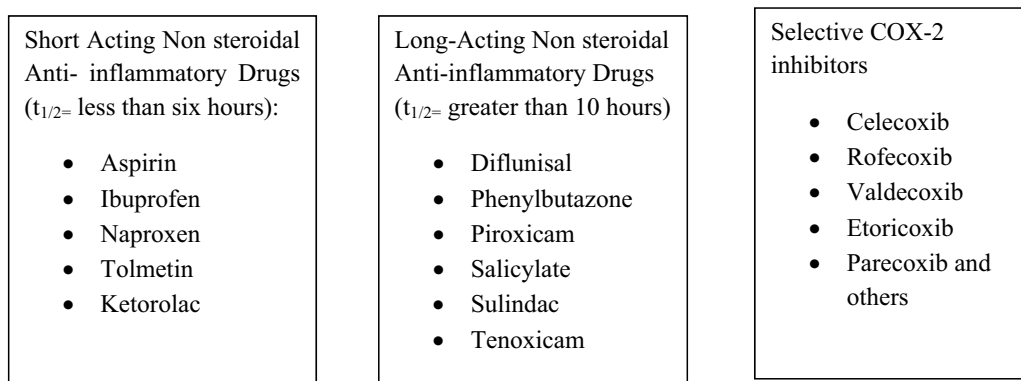 Short Acting Non steroidal
Anti- inflammatory Drugs
(t1/2= less than six hours):
• Aspirin
• Ibuprofen
• Naproxen
• Tolmetin
• Ketorolac
Long-Acting Non steroidal
Anti-inflammatory Drugs
(t1/2= greater than 10 hours)
• Diflunisal
• Phenylbutazone
• Piroxicam
• Salicylate
• Sulindac
• Tenoxicam
Selective COX-2
inhibitors
• Celecoxib
• Rofecoxib
• Valdecoxib
• Etoricoxib
• Parecoxib and
others